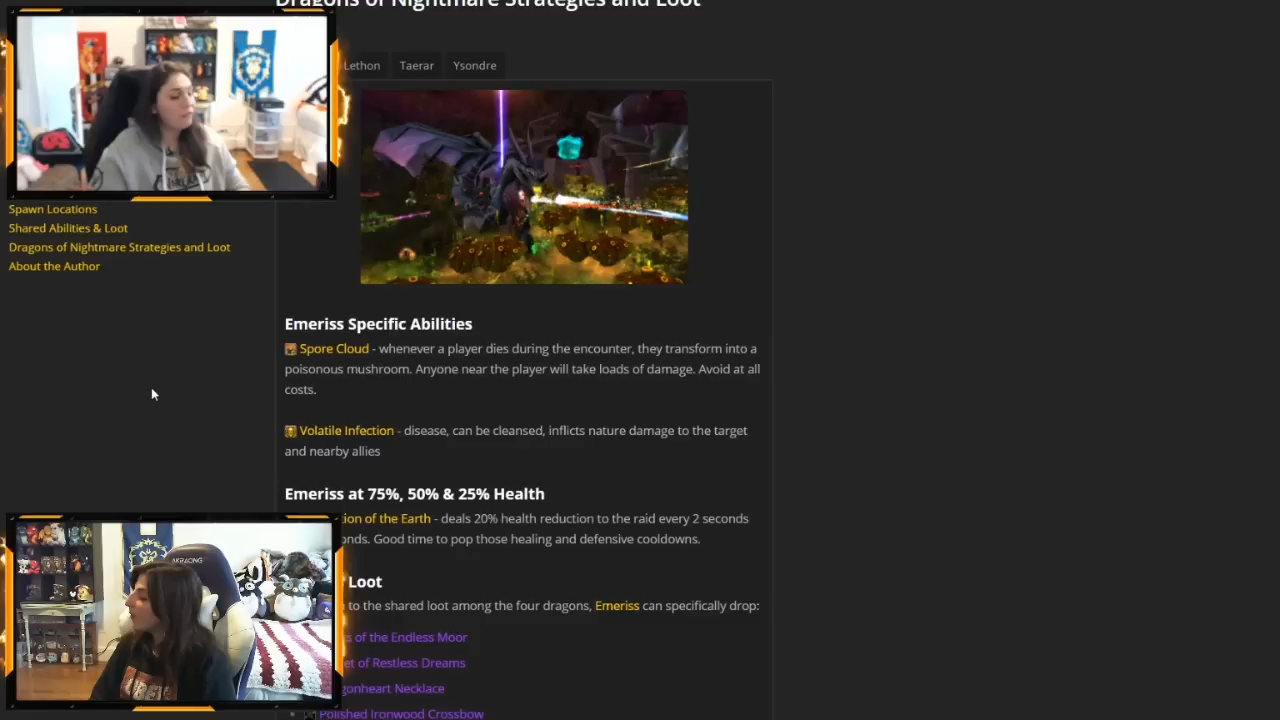 Dragons of Nightmare Strategies and Loot
Lethon Taerar Ysondre
Spawn Locations
Shared Abilities & Loot
Dragons of Nightmare Strategies and Loot
About the Author
Emeriss Specific Abilities
Spore Cloud - whenever a player dies during the encounter, they transform into a
poisonous mushroom. Anyone near the player will take loads of damage. Avoid at all
costs.
Volatile Infection - disease, can be cleansed, inflicts nature damage to the target
and nearby allies
Emeriss at 75%, 50% & 25% Health
of the Earth - deals 20% health reduction to the raid every 2 seconds
Good time to pop those healing and defensive cooldowns.
Loot
to the shared loot among the four dragons, Emeriss can specifically drop:
of the Endless Moor
of Restless Dreams
Necklace
Polished Ironwood Crossbow
AKRACING